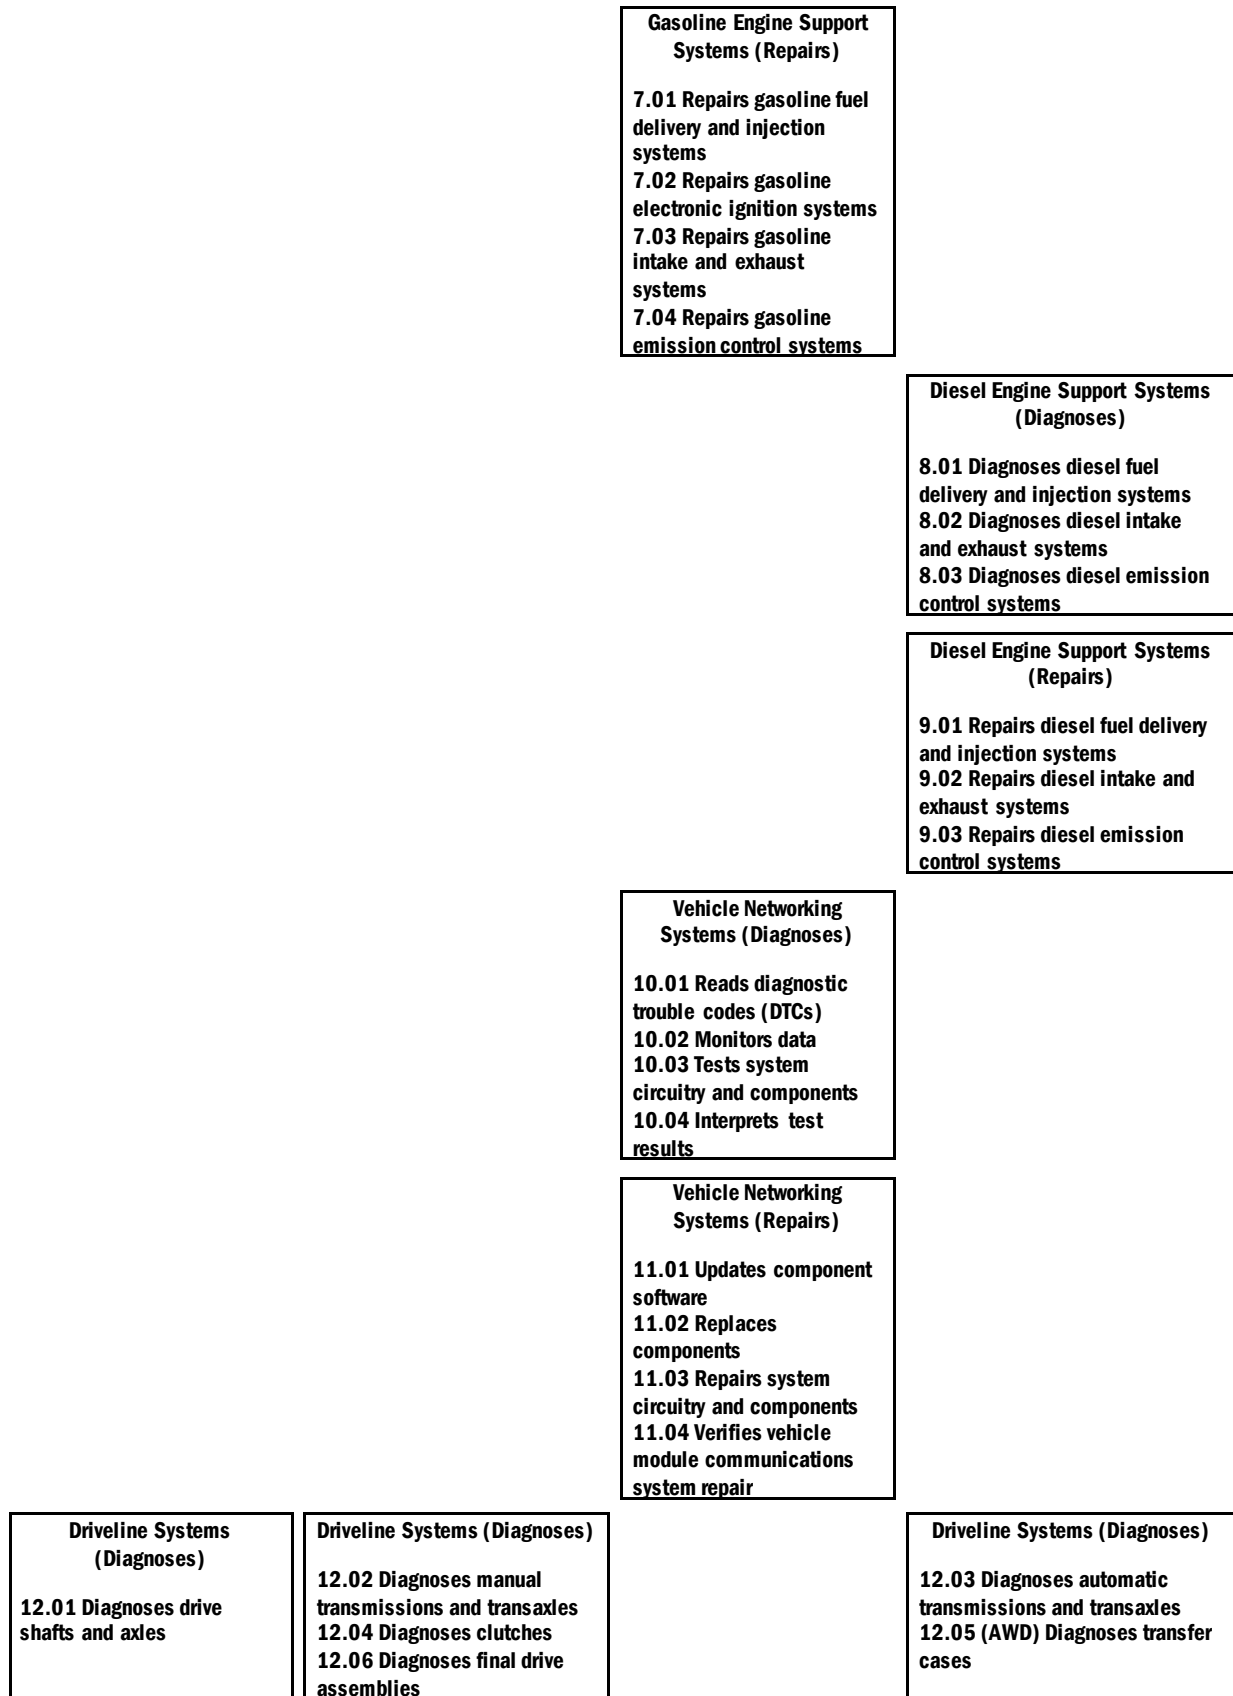 Gasoline Engine Support
Systems (Repairs)
7.01 Repairs gasoline fuel
delivery and injection
systems
7.02 Repairs gasoline
electronic ignition systems
7.03 Repairs gasoline
intake and exhaust
systems
7.04 Repairs gasoline
emission control systems
Diesel Engine Support Systems
(Diagnoses)
8.01 Diagnoses diesel fuel
delivery and injection systems
8.02 Diagnoses diesel intake
and exhaust systems
8.03 Diagnoses diesel emission
control systems
Diesel Engine Support Systems
(Repairs)
9.01 Repairs diesel fuel delivery
and injection systems
9.02 Repairs diesel intake and
exhaust systems
9.03 Repairs diesel emission
control systems
Vehicle Networking
Systems (Diagnoses)
10.01 Reads diagnostic
trouble codes (DTCs)
10.02 Monitors data
10.03 Tests system
circuitry and components
10.04 Interprets test
results
Vehicle Networking
Systems (Repairs)
11.01 Updates component
software
11.02 Replaces
components
11.03 Repairs system
circuitry and components
11.04 Verifies vehicle
module communications
system repair
Driveline Systems
(Diagnoses)
12.01 Diagnoses drive
shafts and axles
Driveline Systems (Diagnoses)
12.02 Diagnoses manual
transmissions and transaxles
12.04 Diagnoses clutches
12.06 Diagnoses final drive
assemblies
Driveline Systems (Diagnoses)
12.03 Diagnoses automatic
transmissions and transaxles
12.05 (AWD) Diagnoses transfer
cases